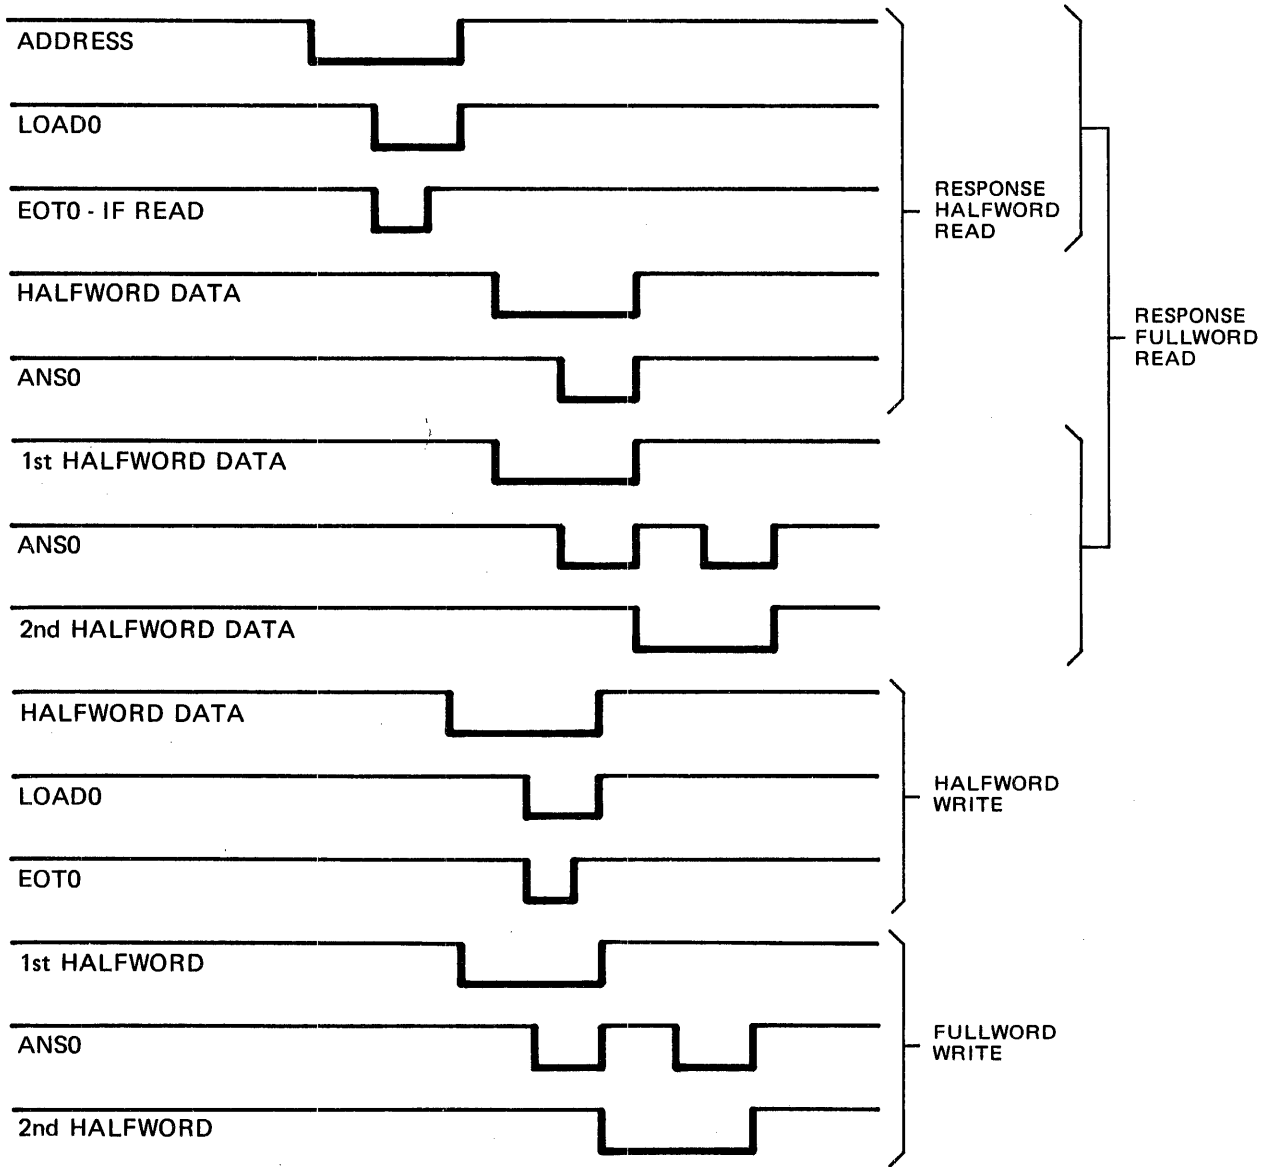 ADDRESS
LOAD0
EOT0 - IF READ
RESPONSE
HALFWORD
READ
HALFWORD DATA
RESPONSE
FULLWORD
READ
ANS0
1st HALFWORD DATA
ANS0
2nd HALFWORD DATA
HALFWORD DATA
LOAD0
HALFWORD
WRITE
EOT0
1st HALFWORD
ANS0
FULLWORD
WRITE
2nd HALFWORD